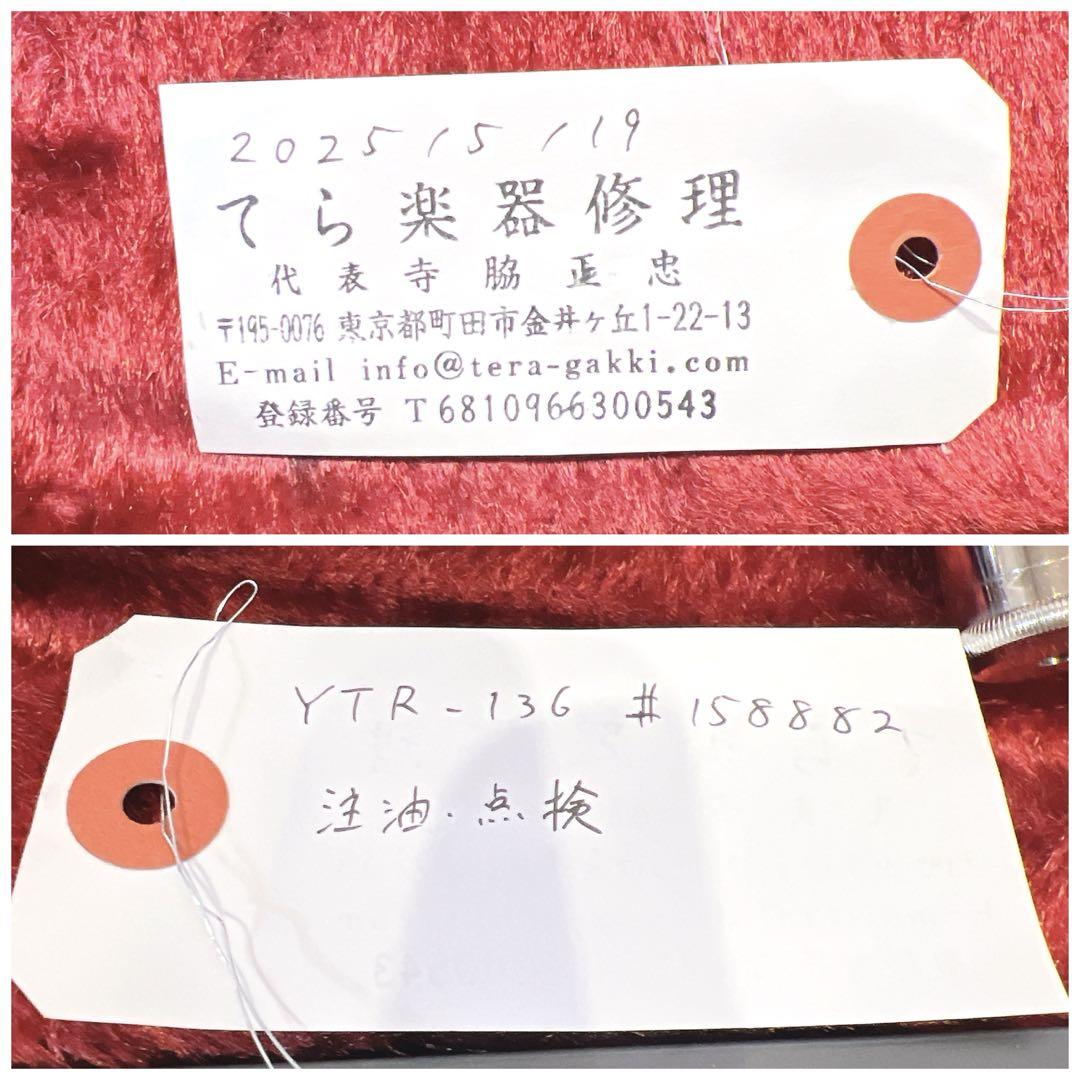 2025/5/19
てら楽器修理
代表寺脇正忠
〒195-0076 東京都町田市金井ヶ丘1-22-13
E-mail info@tera-gakki.com
登録番号 T6810966300543
YTR-136 #158882
注油・点検